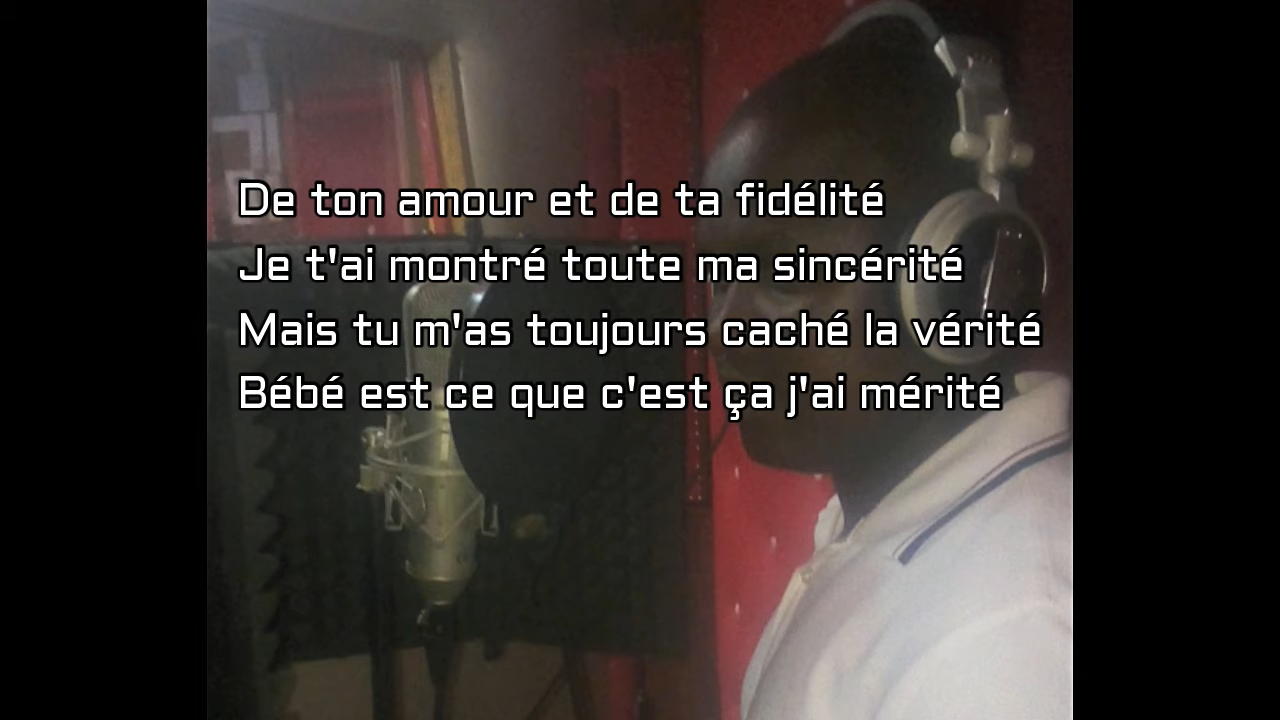 De ton amour et de ta fidélité
Je t'ai montré toute ma sincérité
Mais tu m'as toujours caché la vérité
Bébé est ce que c'est ça j'ai mérité